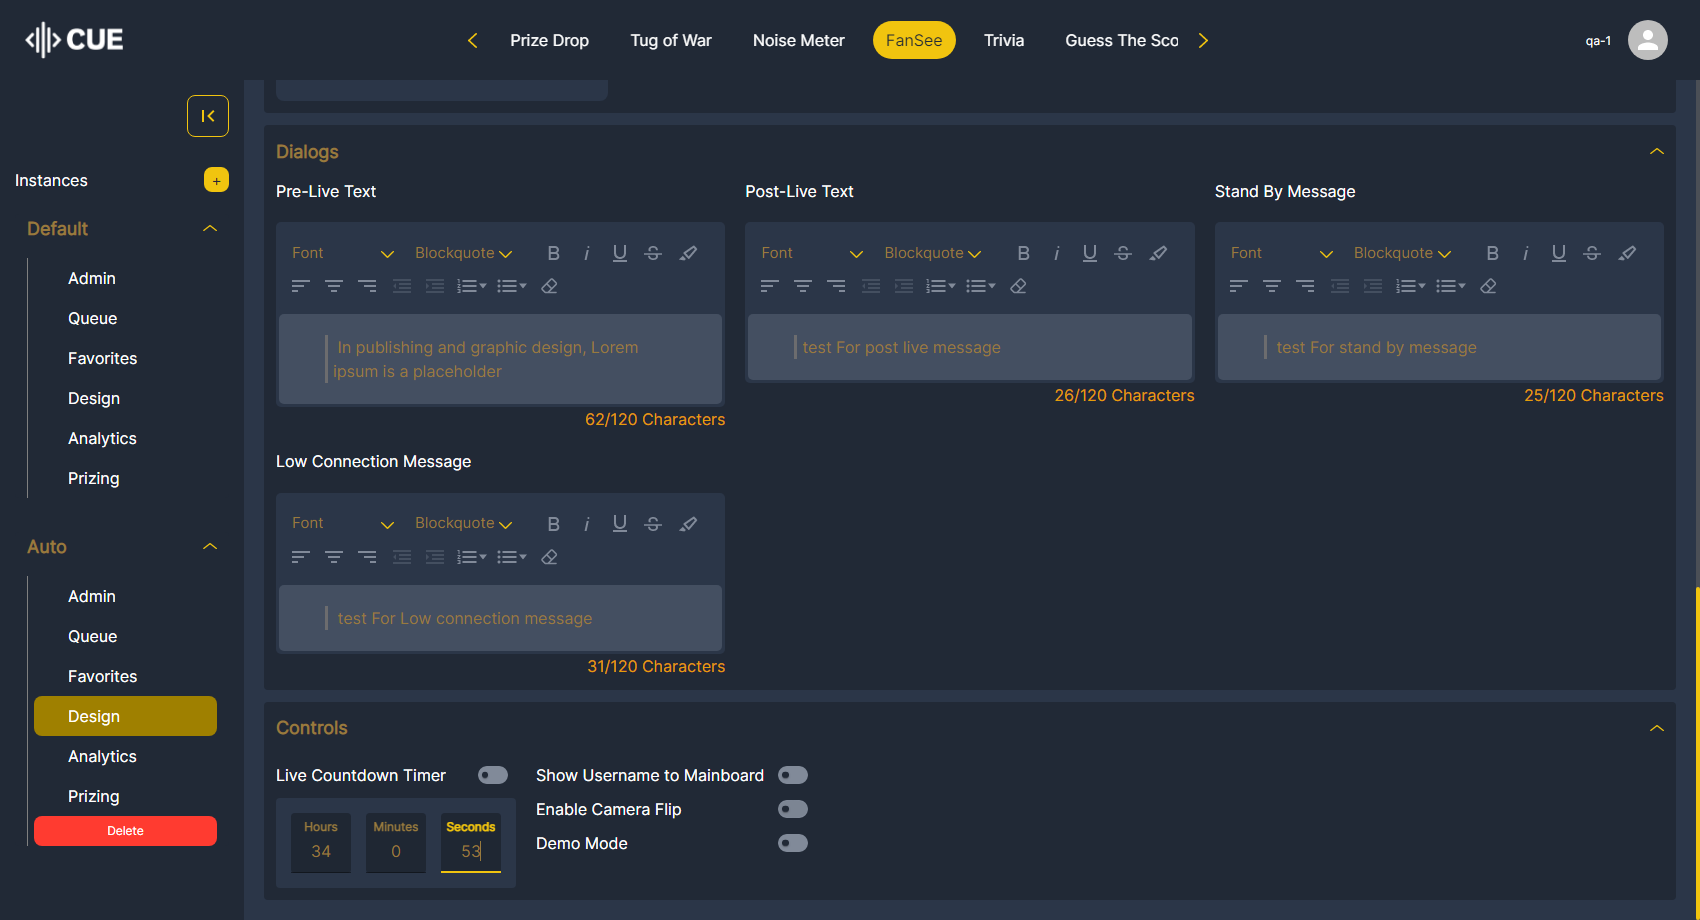 CUE
Prize Drop
Tug of War
Noise Meter
FanSee
Trivia
Guess The Sco
qa-1
Instances
+
Default
Admin
Queue
Favorites
Design
Analytics
Prizing
Auto
Admin
Queue
Favorites
Design
Analytics
Prizing
Delete
Dialogs
Pre-Live Text
Font
Blockquote
B i U S
In publishing and graphic design, Lorem
ipsum is a placeholder
62/120 Characters
Post-Live Text
Font
Blockquote
B i U S
test For post live message
26/120 Characters
Stand By Message
Font
Blockquote
B i U S
test For stand by message
25/120 Characters
Low Connection Message
Font
Blockquote
B i U S
test For Low connection message
31/120 Characters
Controls
Live Countdown Timer
Hours
34
Minutes
0
Seconds
53
Show Username to Mainboard
Enable Camera Flip
Demo Mode